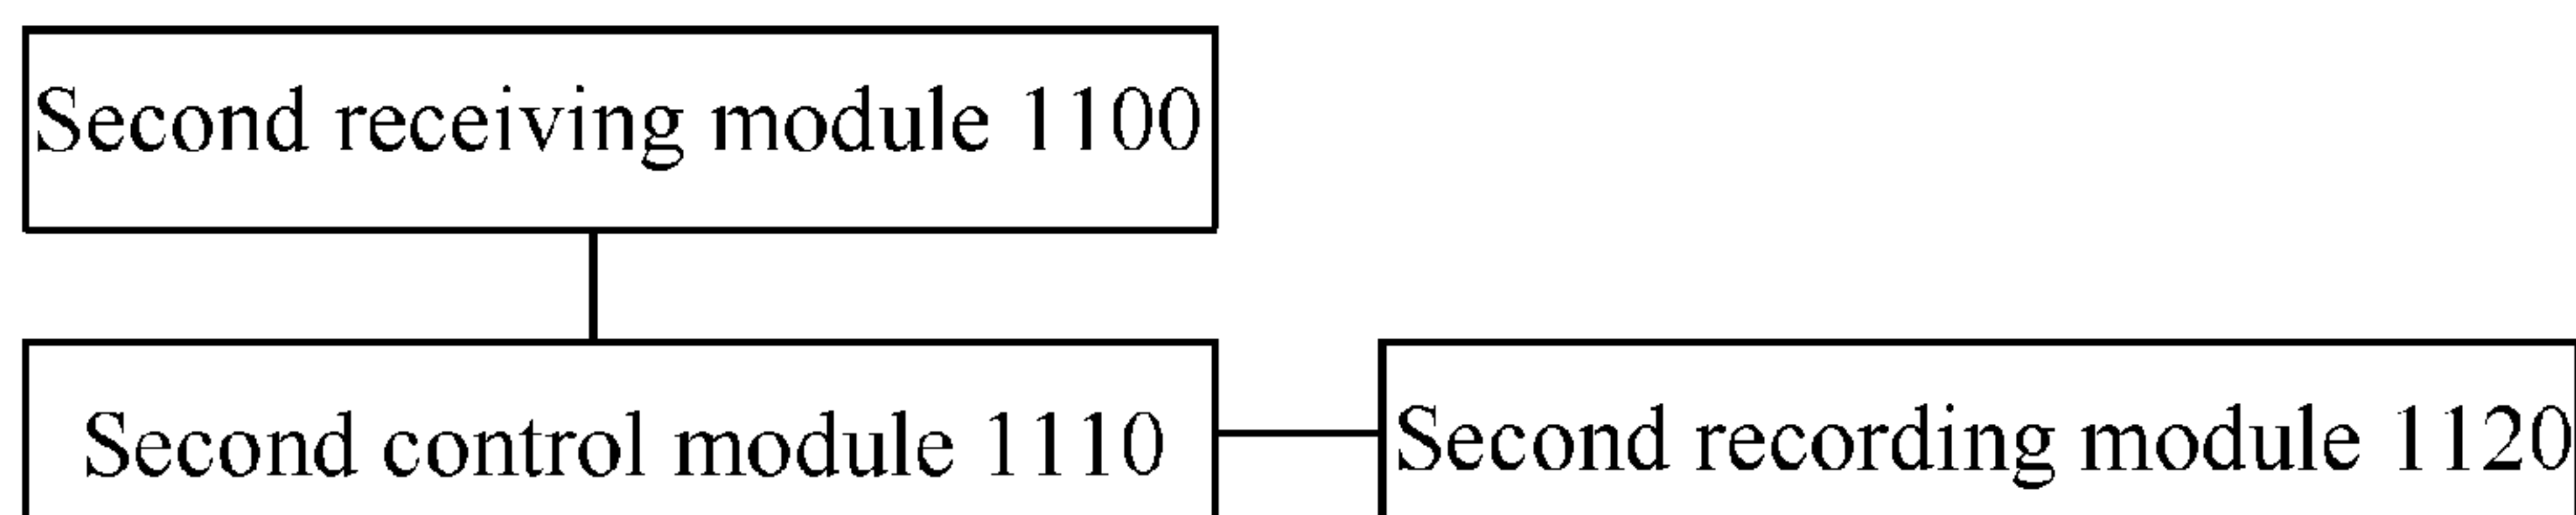 Second receiving module 1100
Second control module 1110
Second recording module 1120